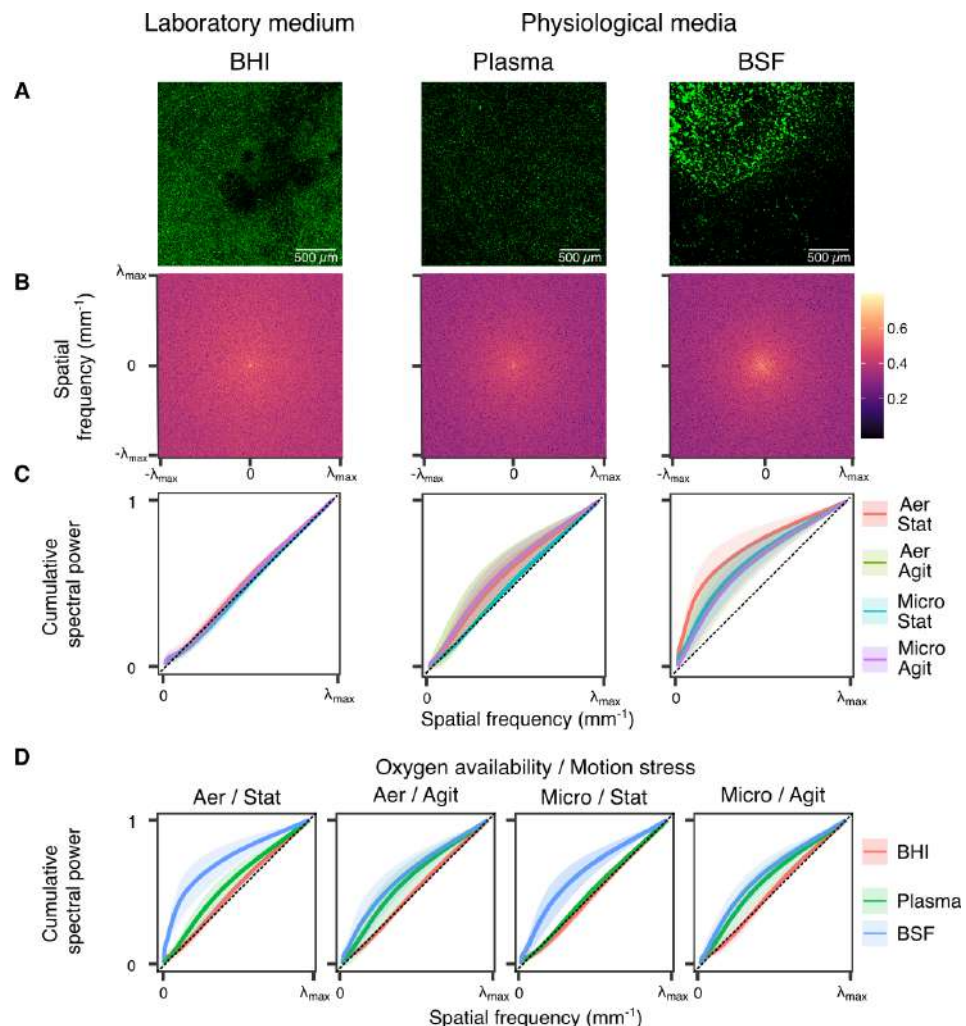 Laboratory medium
Physiological media
BHI
Plasma
BSF
A
500 µm
500 µm
500 µm
B
Spatial
frequency (mm⁻¹)
λmax
0
-λmax
-λmax 0 λmax
-λmax 0 λmax
-λmax 0 λmax
0.6
0.4
0.2
C
Cumulative
spectral power
1
0
0 λmax
0 λmax
0 λmax
Spatial frequency (mm⁻¹)
Aer
Stat
Aer
Agit
Micro
Stat
Micro
Agit
D
Oxygen availability / Motion stress
Aer / Stat
Aer / Agit
Micro / Stat
Micro / Agit
Cumulative
spectral power
1
0
0 λmax
0 λmax
0 λmax
0 λmax
Spatial frequency (mm⁻¹)
BHI
Plasma
BSF